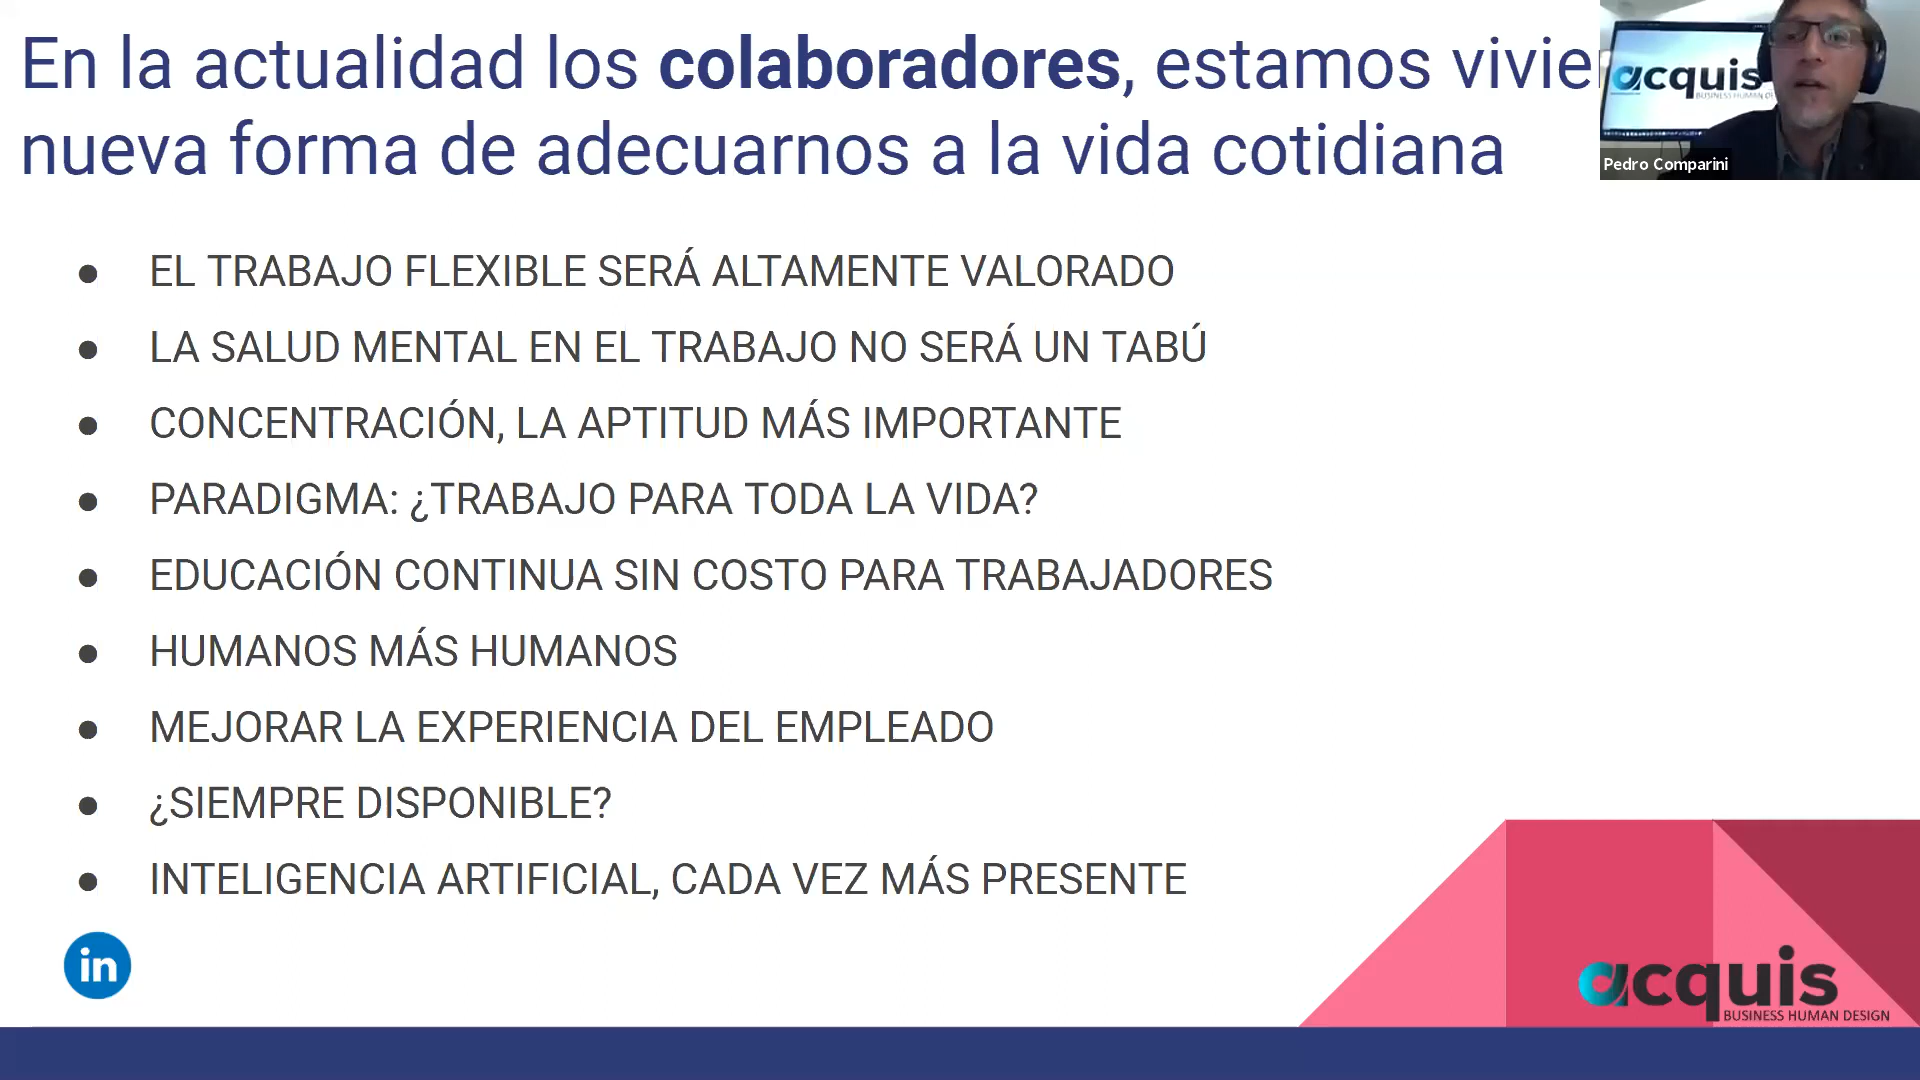 En la actualidad los colaboradores, estamos
nueva forma de adecuarnos a la vida cotidiana
acquis
Pedro Comparini
● EL TRABAJO FLEXIBLE SERÁ ALTAMENTE VALORADO
● LA SALUD MENTAL EN EL TRABAJO NO SERÁ UN TABÚ
● CONCENTRACIÓN, LA APTITUD MÁS IMPORTANTE
● PARADIGMA: ¿TRABAJO PARA TODA LA VIDA?
● EDUCACIÓN CONTINUA SIN COSTO PARA TRABAJADORES
● HUMANOS MÁS HUMANOS
● MEJORAR LA EXPERIENCIA DEL EMPLEADO
● ¿SIEMPRE DISPONIBLE?
● INTELIGENCIA ARTIFICIAL, CADA VEZ MÁS PRESENTE
in
acquis
BUSINESS HUMAN DESIGN